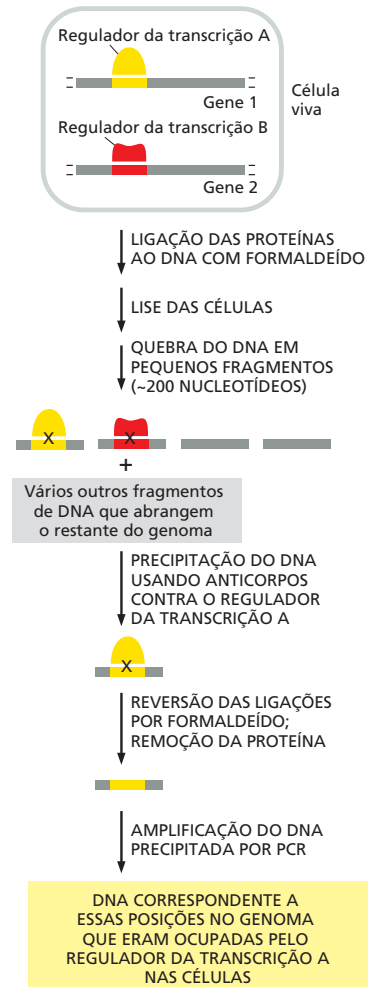 Regulador da transcrição A
Gene 1
Célula
viva
Regulador da transcrição B
Gene 2
LIGAÇÃO DAS PROTEÍNAS
AO DNA COM FORMALDEÍDO
LISE DAS CÉLULAS
QUEBRA DO DNA EM
PEQUENOS FRAGMENTOS
(~200 NUCLEOTÍDEOS)
X X
+
Vários outros fragmentos
de DNA que abrangem
o restante do genoma
PRECIPITAÇÃO DO DNA
USANDO ANTICORPOS
CONTRA O REGULADOR
DA TRANSCRIÇÃO A
X
REVERSÃO DAS LIGAÇÕES
POR FORMALDEÍDO;
REMOÇÃO DA PROTEÍNA
AMPLIFICAÇÃO DO DNA
PRECIPITADA POR PCR
DNA CORRESPONDENTE A
ESSAS POSIÇÕES NO GENOMA
QUE ERAM OCUPADAS PELO
REGULADOR DA TRANSCRIÇÃO A
NAS CÉLULAS